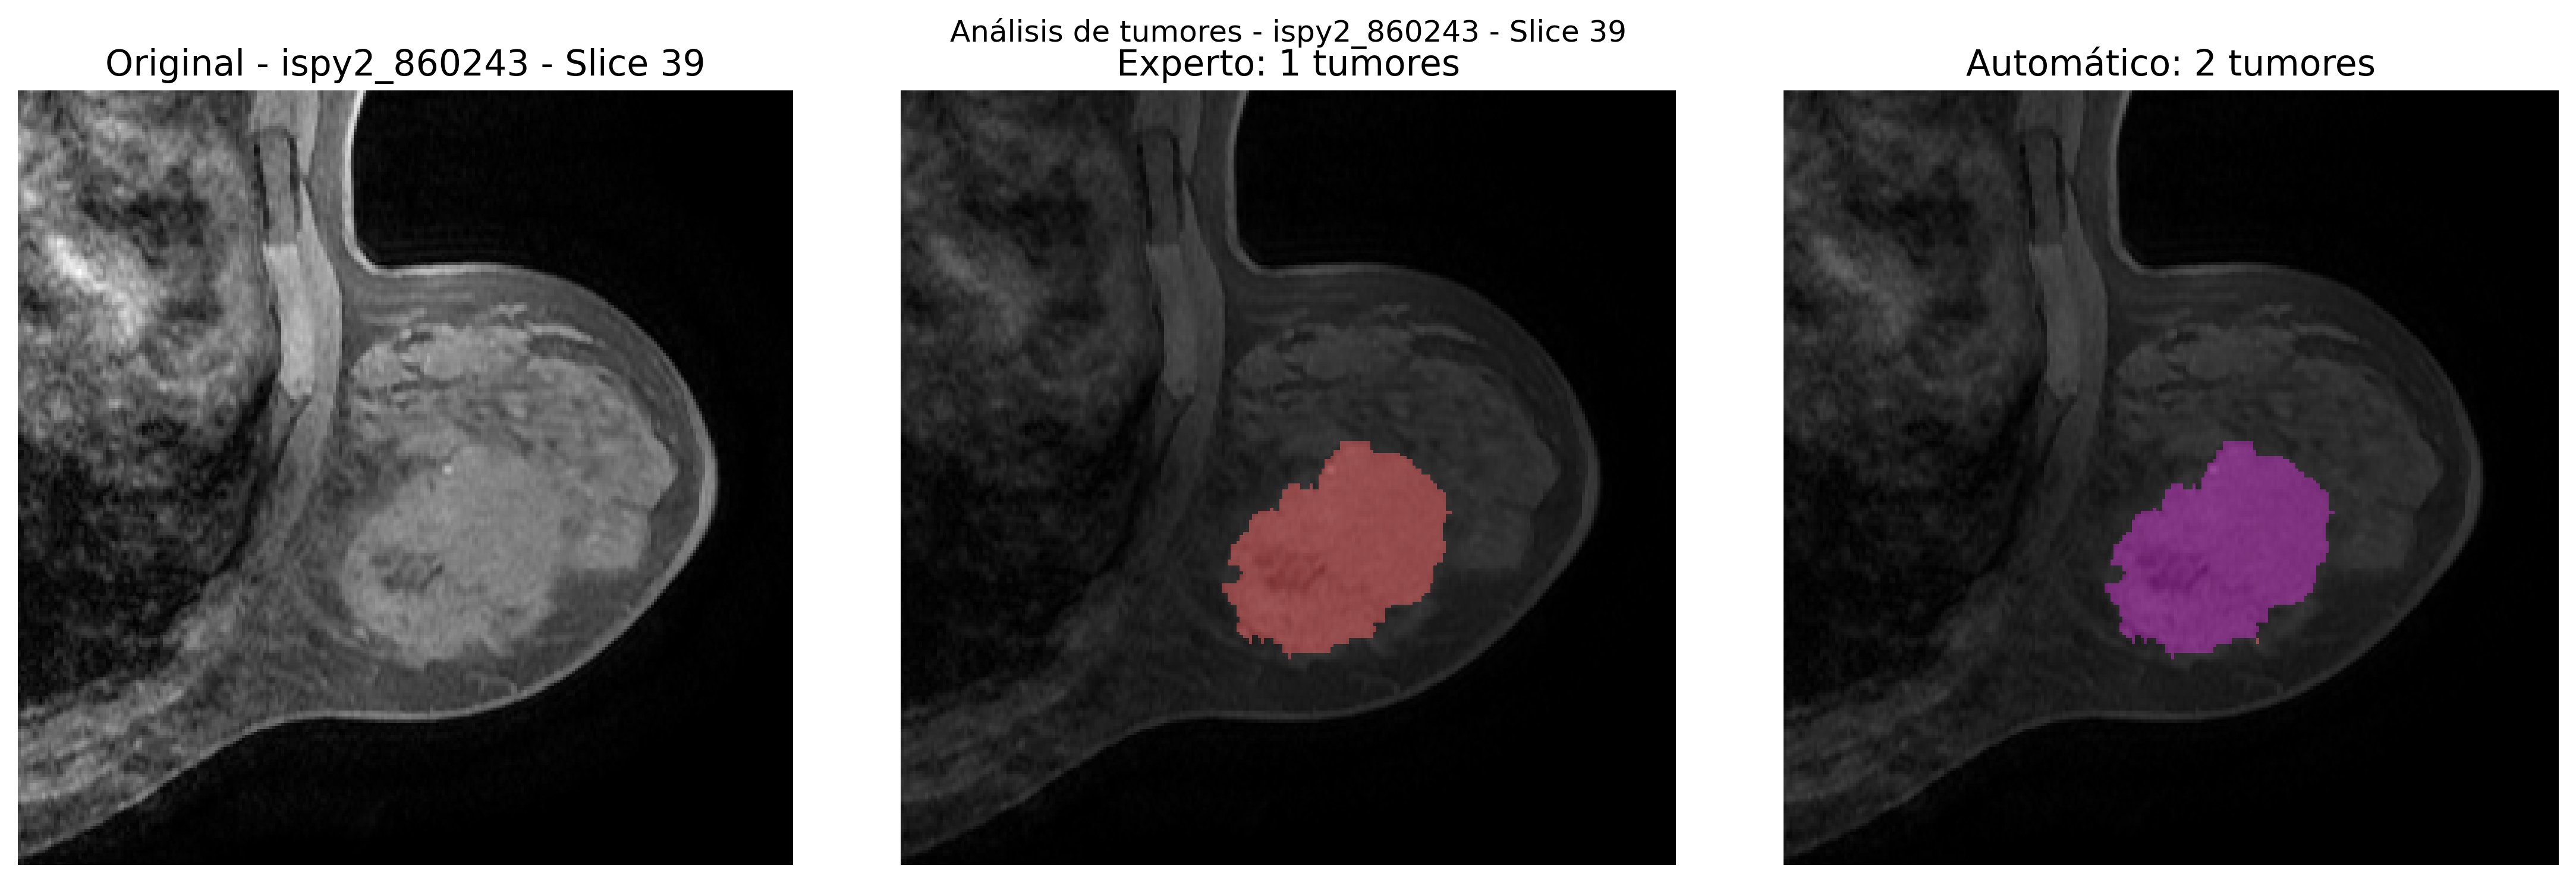 Análisis de tumores - ispy2_860243 - Slice 39
Original - ispy2_860243 - Slice 39
Experto: 1 tumores
Automático: 2 tumores